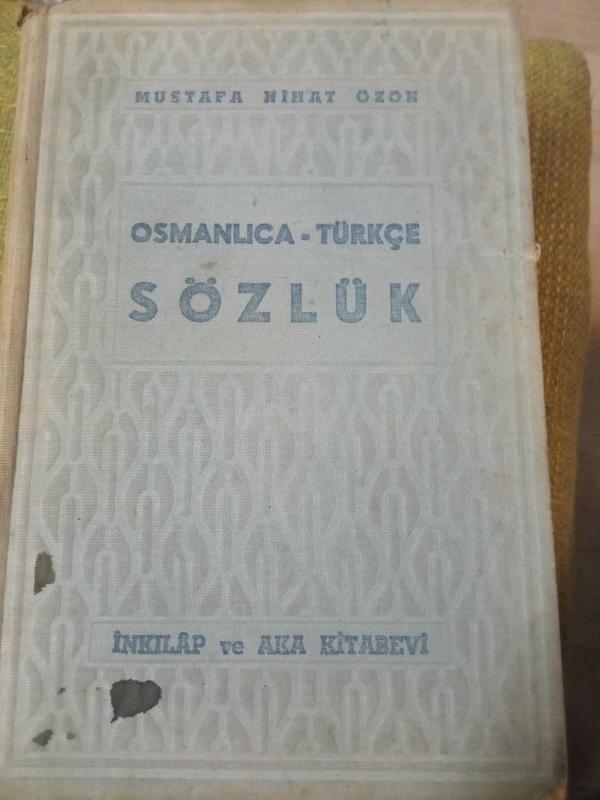 MUSTAFA NİHAT ÖZÖN
OSMANLICA - TÜRKÇE
SÖZLÜK
İNKILÂP ve AKA KİTABEVİ